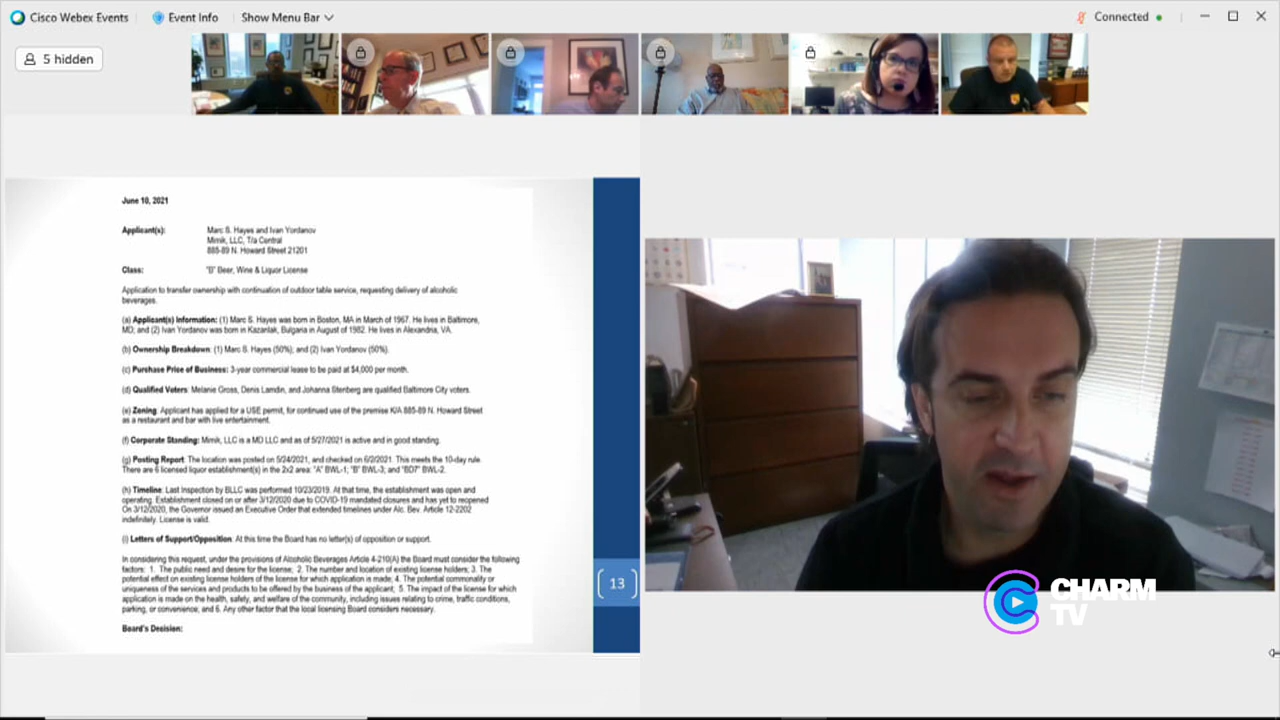 Cisco Webex Events
Event Info
Show Menu Bar
Connected
5 hidden
June 10, 2021
Applicant(s): Marc S. Hayes and Ivan Yordanov
Mimik, LLC, T/a Central
885-89 N. Howard Street 21201
Class: "B" Beer, Wine & Liquor License
Application to transfer ownership with continuation of outdoor table service, requesting delivery of alcoholic
beverages.
(a) Applicant(s) Information: (1) Marc S. Hayes was born in Boston, MA in March of 1967. He lives in Baltimore,
MD; and (2) Ivan Yordanov was born in Kazanlak, Bulgaria in August of 1982. He lives in Alexandria, VA.
(b) Ownership Breakdown: (1) Marc S. Hayes (50%); and (2) Ivan Yordanov (50%).
(c) Purchase Price of Business: 3-year commercial lease to be paid at $4,000 per month.
(d) Qualified Voters: Melanie Gross, Denis Lamdin, and Johanna Stenberg are qualified Baltimore City voters.
(e) Zoning: Applicant has applied for a USE permit, for continued use of the premise K/A 885-89 N. Howard Street
as a restaurant and bar with live entertainment.
(f) Corporate Standing: Mimik, LLC is a MD LLC and as of 5/27/2021 is active and in good standing.
(g) Posting Report: The location was posted on 5/24/2021, and checked on 6/2/2021. This meets the 10-day rule.
There are 6 licensed liquor establishment(s) in the 2x2 area: "A" BWL-1; "B" BWL-3; and "BD7" BWL-2.
(h) Timeline: Last Inspection by BLLC was performed 10/23/2019. At that time, the establishment was open and
operating. Establishment closed on or after 3/12/2020 due to COVID-19 mandated closures and has yet to reopened
On 3/12/2020, the Governor issued an Executive Order that extended timelines under Alc. Bev. Article 12-2202
indefinitely. License is valid.
(i) Letters of Support/Opposition: At this time the Board has no letter(s) of opposition or support.
In considering this request, under the provisions of Alcoholic Beverages Article 4-210(A) the Board must consider the following
factors: 1. The public need and desire for the license; 2. The number and location of existing license holders; 3. The
potential effect on existing license holders of the license for which application is made; 4. The potential commonality or
uniqueness of the services and products to be offered by the business of the applicant; 5. The impact of the license for which
application is made on the health, safety, and welfare of the community, including issues relating to crime, traffic conditions,
parking, or convenience, and 6. Any other factor that the local licensing Board considers necessary.
Board's Decision:
13
CHARM
TV